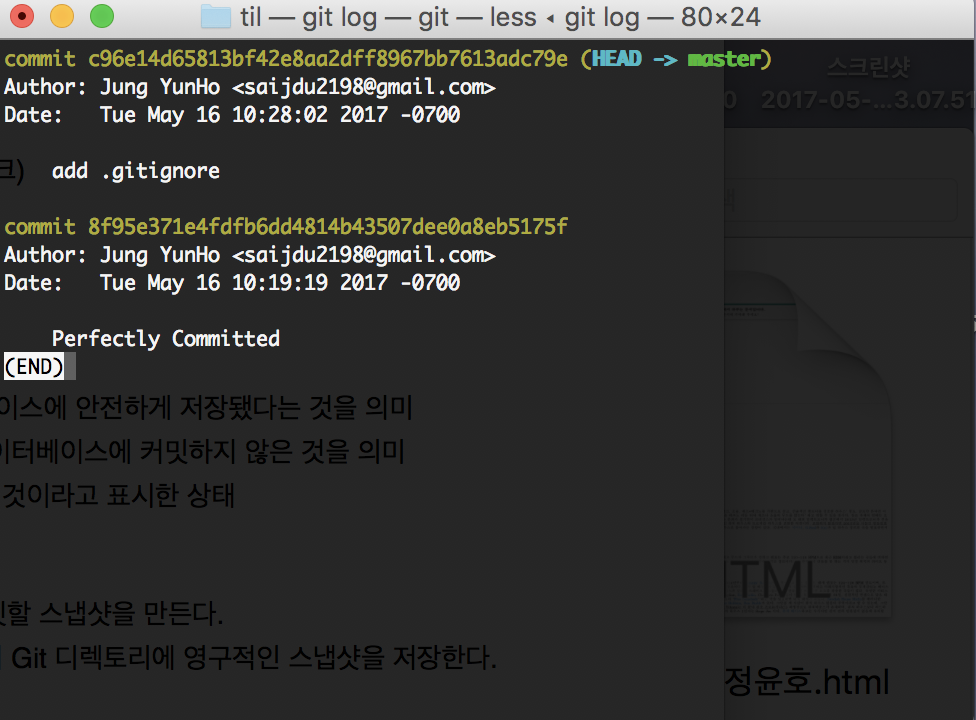 til — git log — git — less ◂ git log — 80×24
commit c96e14d65813bf42e8aa2dff8967bb7613adc79e (HEAD -> master)
Author: Jung YunHo <saijdu2198@gmail.com>
Date:   Tue May 16 10:28:02 2017 -0700
스크린샷
2017-05-...3.07.51
크)
add .gitignore
commit 8f95e371e4fdfb6dd4814b43507dee0a8eb5175f
Author: Jung YunHo <saijdu2198@gmail.com>
Date:   Tue May 16 10:19:19 2017 -0700
Perfectly Committed
(END)
이스에 안전하게 저장됐다는 것을 의미
이터베이스에 커밋하지 않은 것을 의미
것이라고 표시한 상태
TML
밋할 스냅샷을 만든다.
Git 디렉토리에 영구적인 스냅샷을 저장한다.
정윤호.html